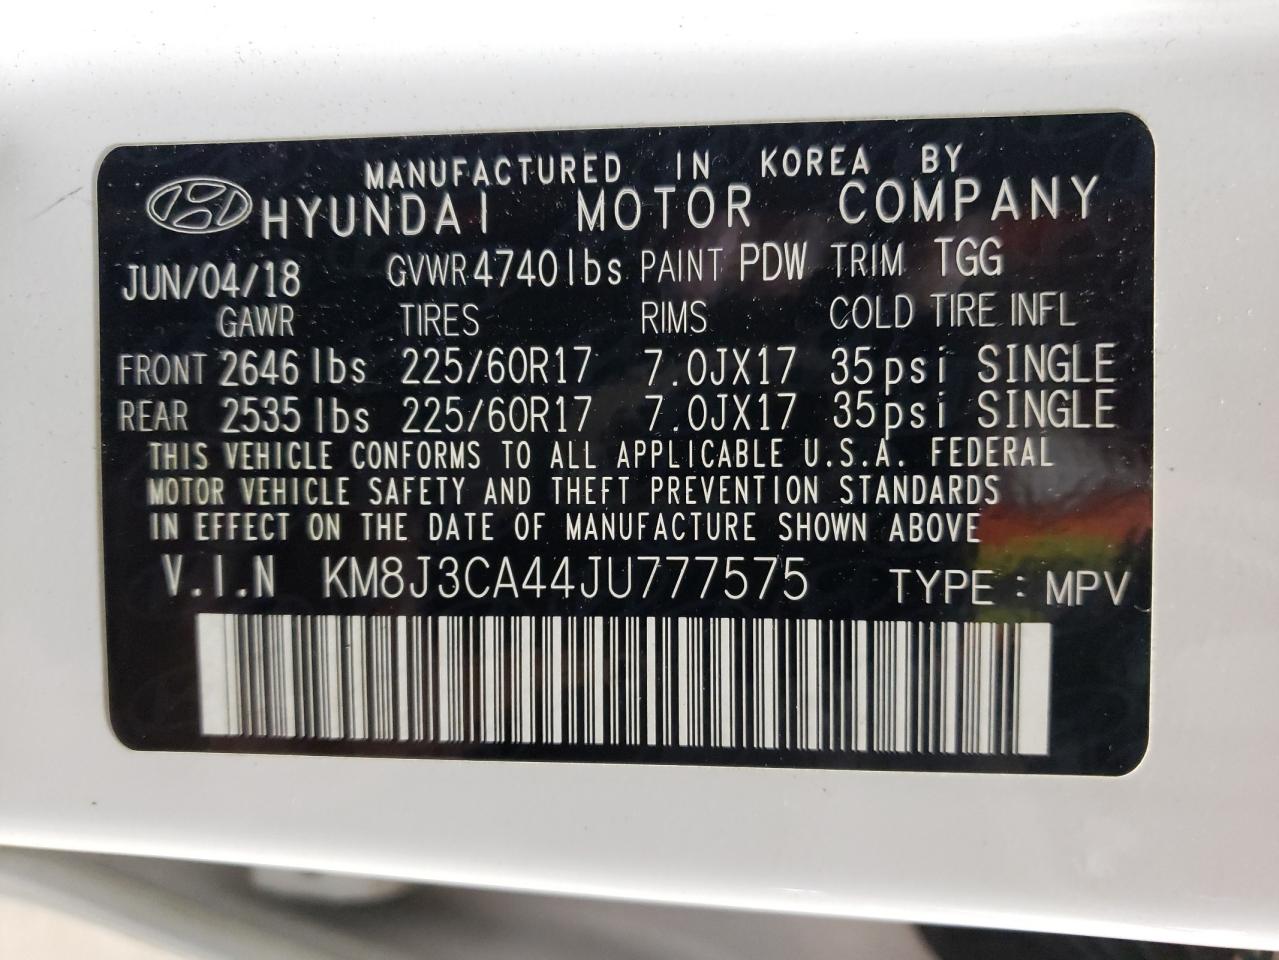 MANUFACTURED IN KOREA BY
HYUNDAI MOTOR COMPANY
JUN/04/18 GVWR 4740lbs PAINT PDW TRIM TGG
GAWR TIRES RIMS COLD TIRE INFL
FRONT 2646 lbs 225/60R17 7.0JX17 35psi SINGLE
REAR 2535 lbs 225/60R17 7.0JX17 35psi SINGLE
THIS VEHICLE CONFORMS TO ALL APPLICABLE U.S.A. FEDERAL
MOTOR VEHICLE SAFETY AND THEFT PREVENTION STANDARDS
IN EFFECT ON THE DATE OF MANUFACTURE SHOWN ABOVE
V.I.N KM8J3CA44JU777575 TYPE : MPV